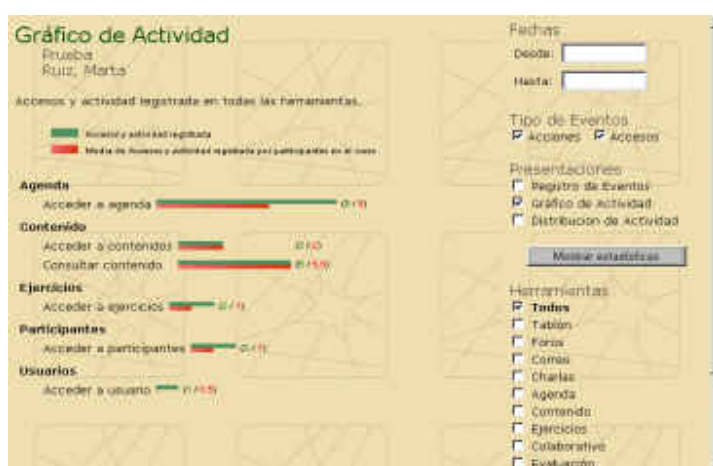 Gráfico de Actividad
Prueba
Ruiz, Marta
Accesos y actividad registrada en todas las herramientas.
Accesos y actividad registrada
Media de Accesos y actividad registrada por participantes en el curso
Agenda
Acceder a agenda
Contenido
Acceder a contenidos
Consultar contenido
Ejercicios
Acceder a ejercicios
Participantes
Acceder a participantes
Usuarios
Acceder a usuario
Fechas
Desde:
Hasta:
Tipo de Eventos
Acciones Accesos
Presentaciones
Registro de Eventos
Gráfico de Actividad
Distribucion de Actividad
Mostrar estadísticas
Herramientas
Todos
Tablón
Foros
Correo
Charlas
Agenda
Contenido
Ejercicios
Colaborativo
Evaluación